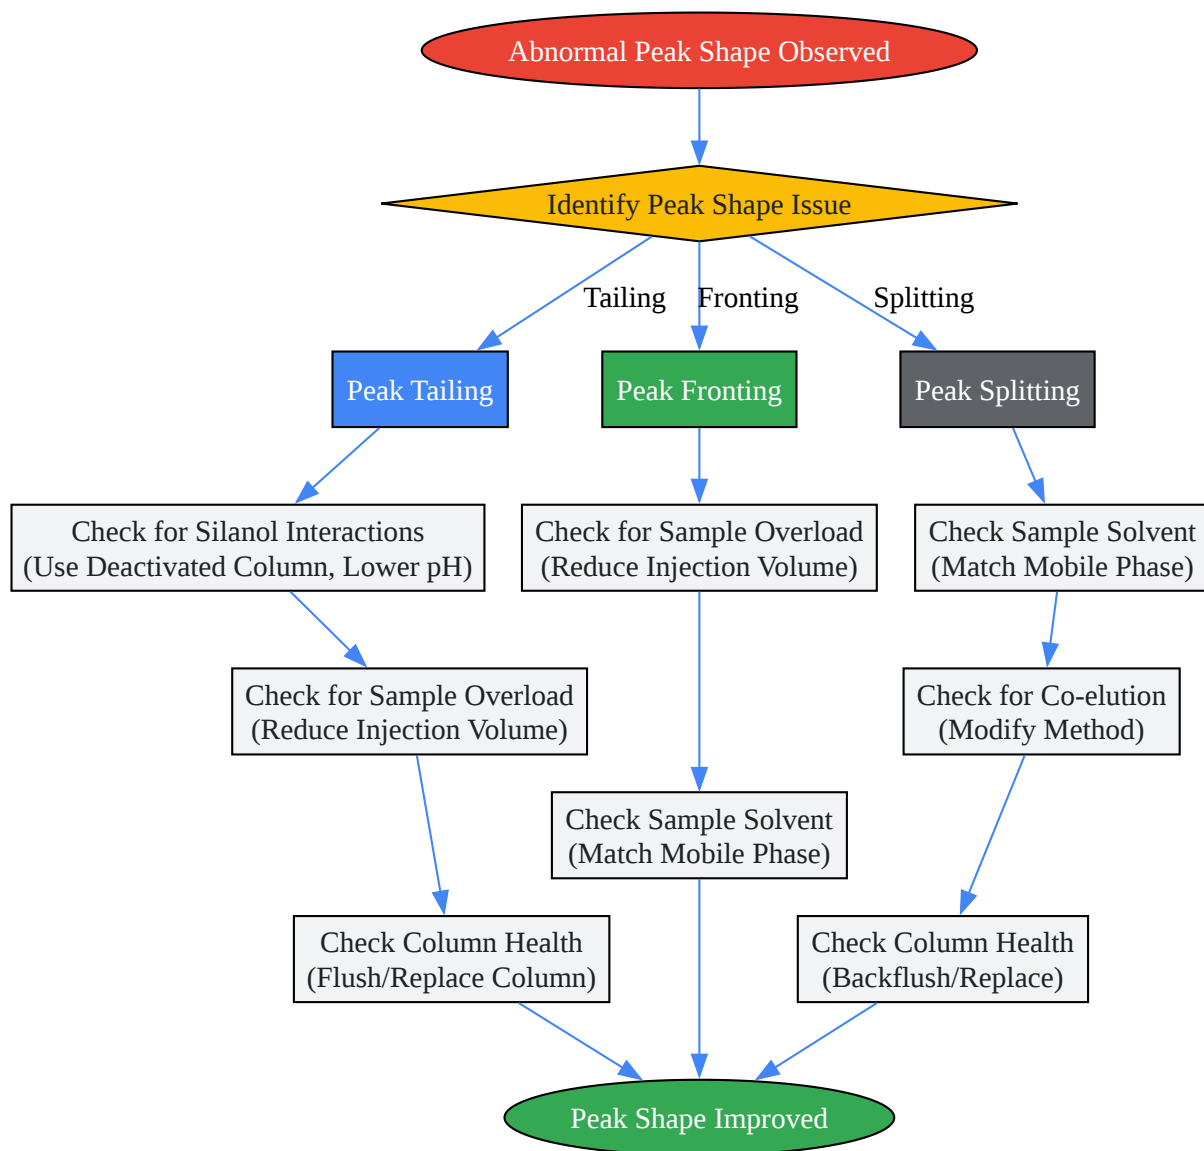 Abnormal Peak Shape Observed
Identify Peak Shape Issue
Tailing
Fronting
Splitting
Peak Tailing
Peak Fronting
Peak Splitting
Check for Silanol Interactions
(Use Deactivated Column, Lower pH)
Check for Sample Overload
(Reduce Injection Volume)
Check Sample Solvent
(Match Mobile Phase)
Check for Sample Overload
(Reduce Injection Volume)
Check for Co-elution
(Modify Method)
Check Sample Solvent
(Match Mobile Phase)
Check Column Health
(Flush/Replace Column)
Check Column Health
(Backflush/Replace)
Peak Shape Improved